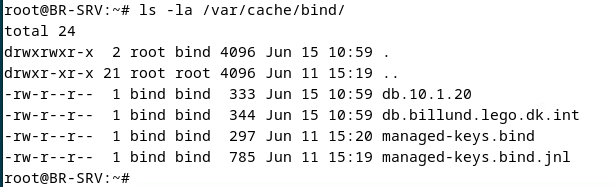 root@BR-SRV:~# ls -la /var/cache/bind/
total 24
drwxrwxr-x  2 root bind 4096 Jun 15 10:59 .
drwxr-xr-x 21 root root 4096 Jun 11 15:19 ..
-rw-r--r--  1 bind bind  333 Jun 15 10:59 db.10.1.20
-rw-r--r--  1 bind bind  344 Jun 15 10:59 db.billund.lego.dk.int
-rw-r--r--  1 bind bind  297 Jun 11 15:20 managed-keys.bind
-rw-r--r--  1 bind bind  785 Jun 11 15:19 managed-keys.bind.jnl
root@BR-SRV:~#